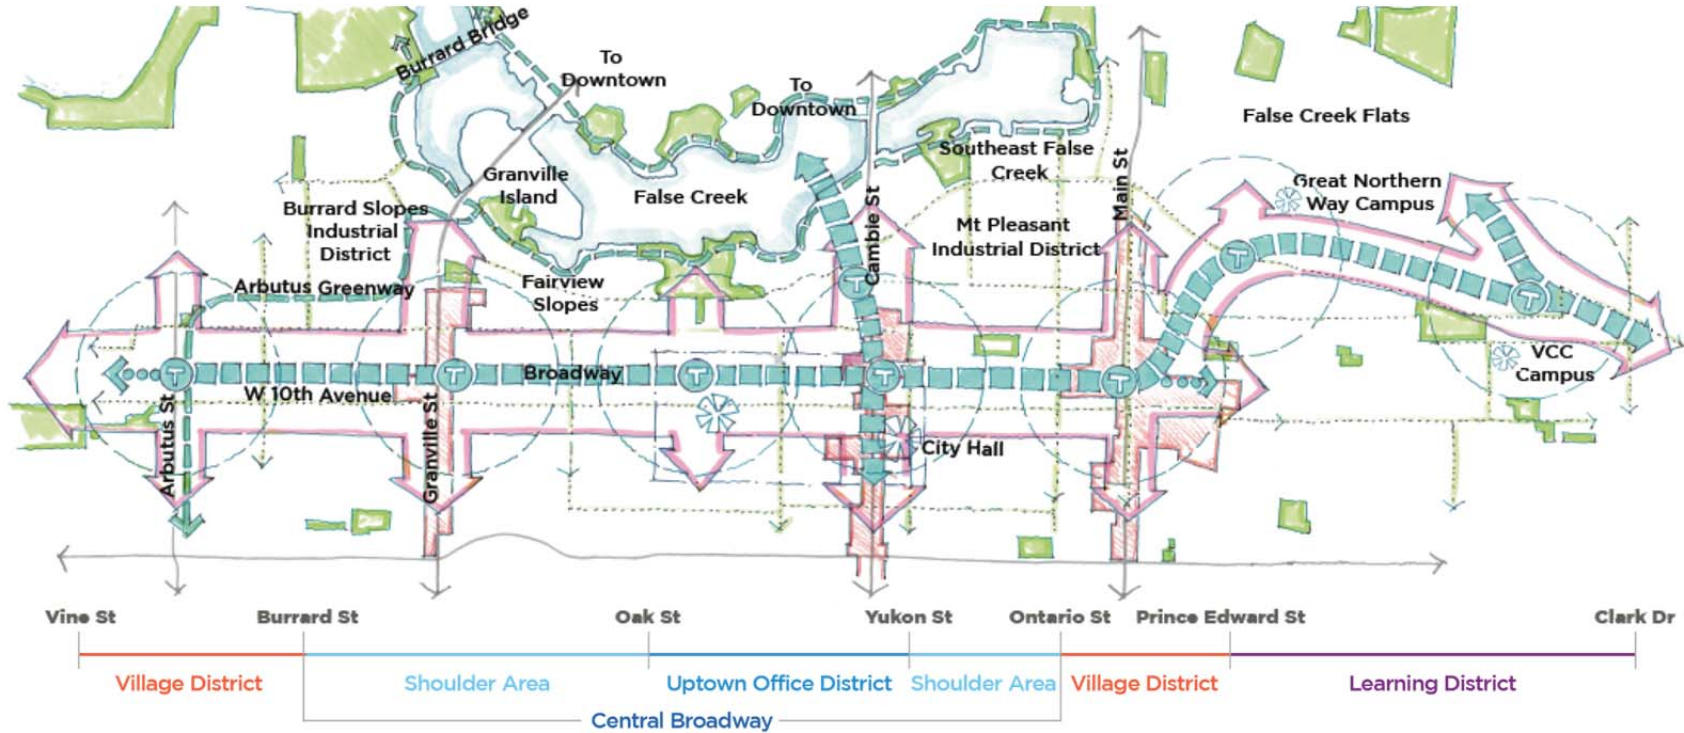 Burrard Bridge
To
Downtown
To
Downtown
False Creek Flats
Granville
Island
False Creek
Southeast False
Creek
Main St
Great Northern
Way Campus
Burrard Slopes
Industrial
District
Cambie St
Mt Pleasant
Industrial District
Arbutus Greenway
Fairview
Slopes
T
T
T
T
T
T
T
T
Broadway
VCC
Campus
W 10th Avenue
Arbutus St
Granville St
City Hall
Vine St
Burrard St
Oak St
Yukon St
Ontario St
Prince Edward St
Clark Dr
Village District
Shoulder Area
Uptown Office District
Shoulder Area
Village District
Learning District
Central Broadway